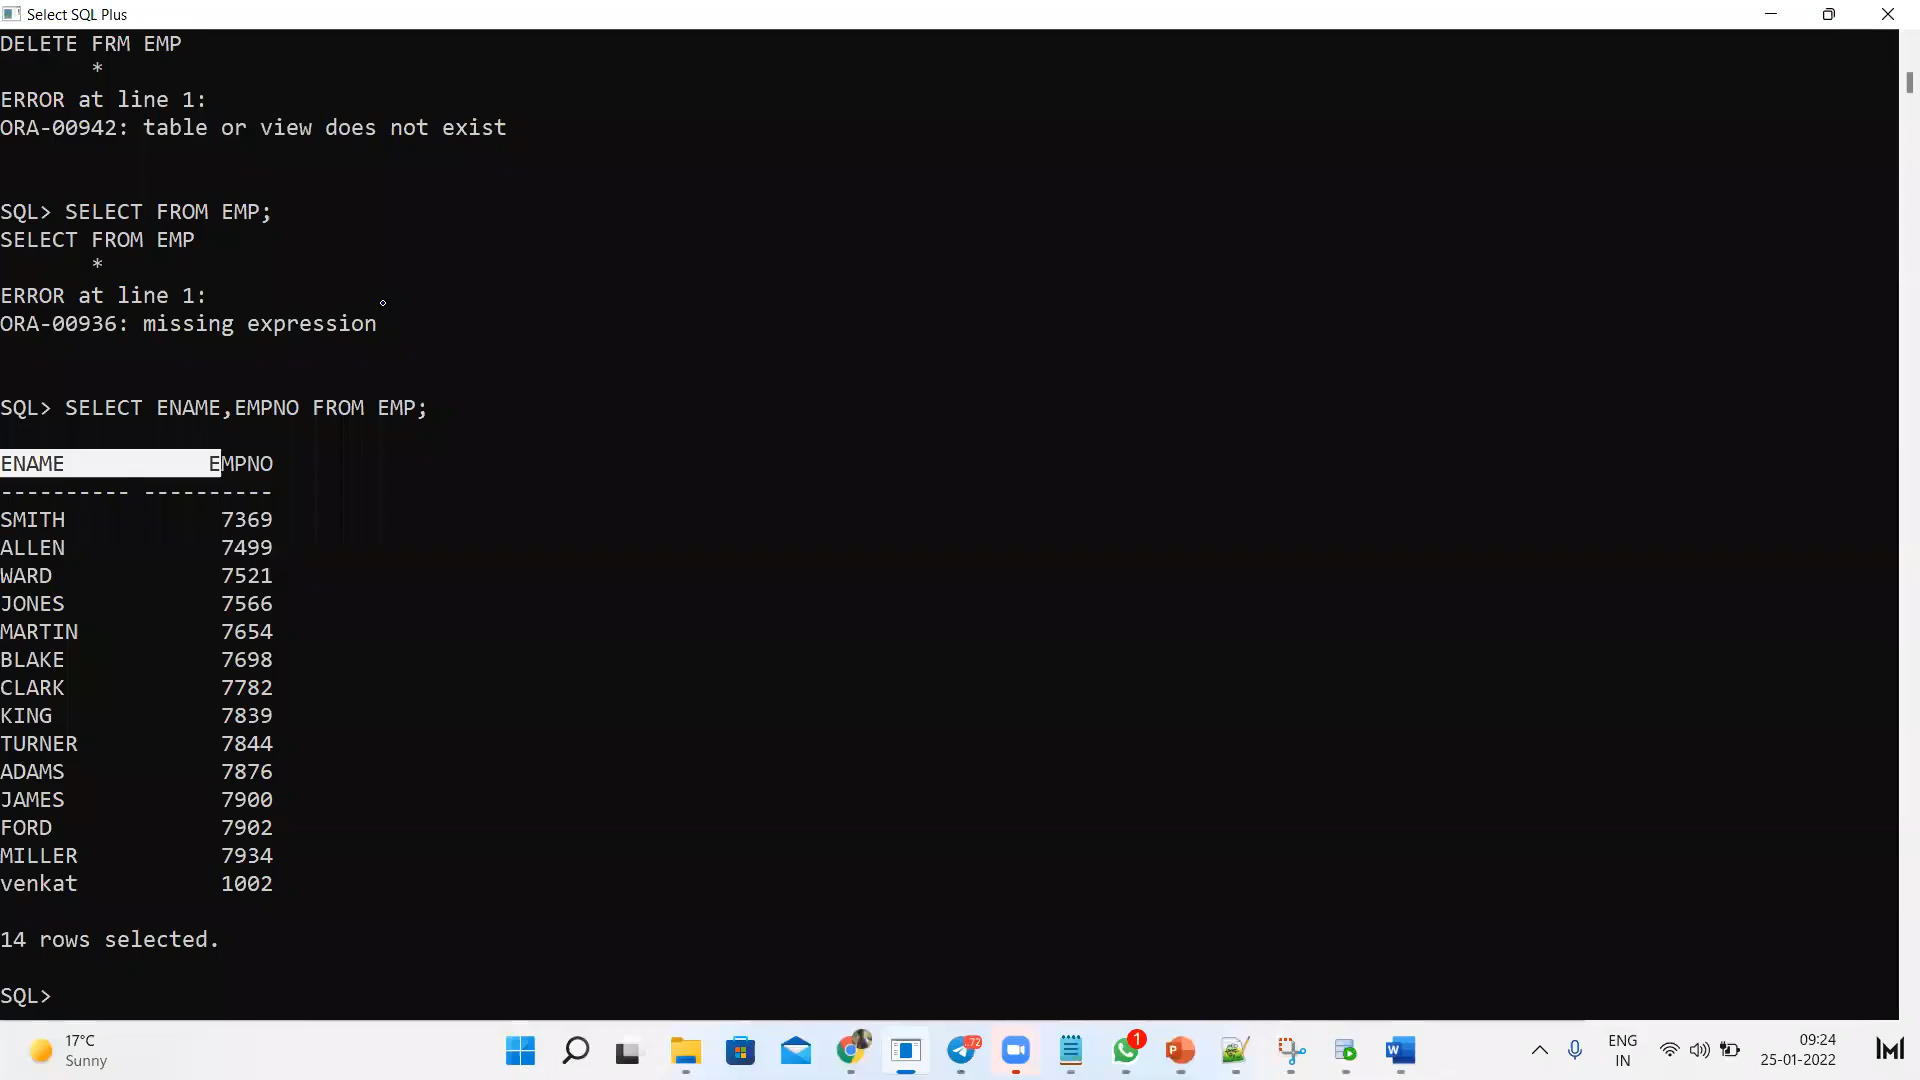 Select SQL Plus
DELETE FRM EMP
*
ERROR at line 1:
ORA-00942: table or view does not exist
SQL> SELECT FROM EMP;
SELECT FROM EMP
*
ERROR at line 1:
ORA-00936: missing expression
SQL> SELECT ENAME,EMPNO FROM EMP;
ENAME EMPNO
---------- ----------
SMITH 7369
ALLEN 7499
WARD 7521
JONES 7566
MARTIN 7654
BLAKE 7698
CLARK 7782
KING 7839
TURNER 7844
ADAMS 7876
JAMES 7900
FORD 7902
MILLER 7934
venkat 1002
14 rows selected.
SQL>
17°C
Sunny
72
1
P
W
ENG
IN
09:24
25-01-2022